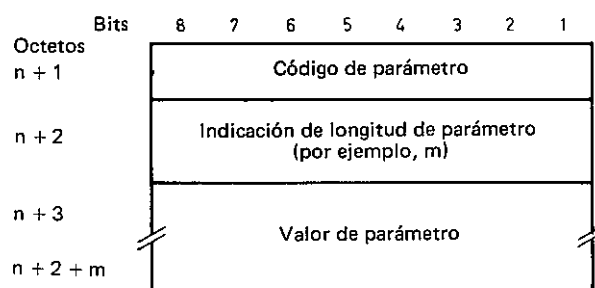 Bits 8 7 6 5 4 3 2 1
Octetos
n + 1 Código de parámetro
n + 2 Indicación de longitud de parámetro
(por ejemplo, m)
n + 3
Valor de parámetro
n + 2 + m